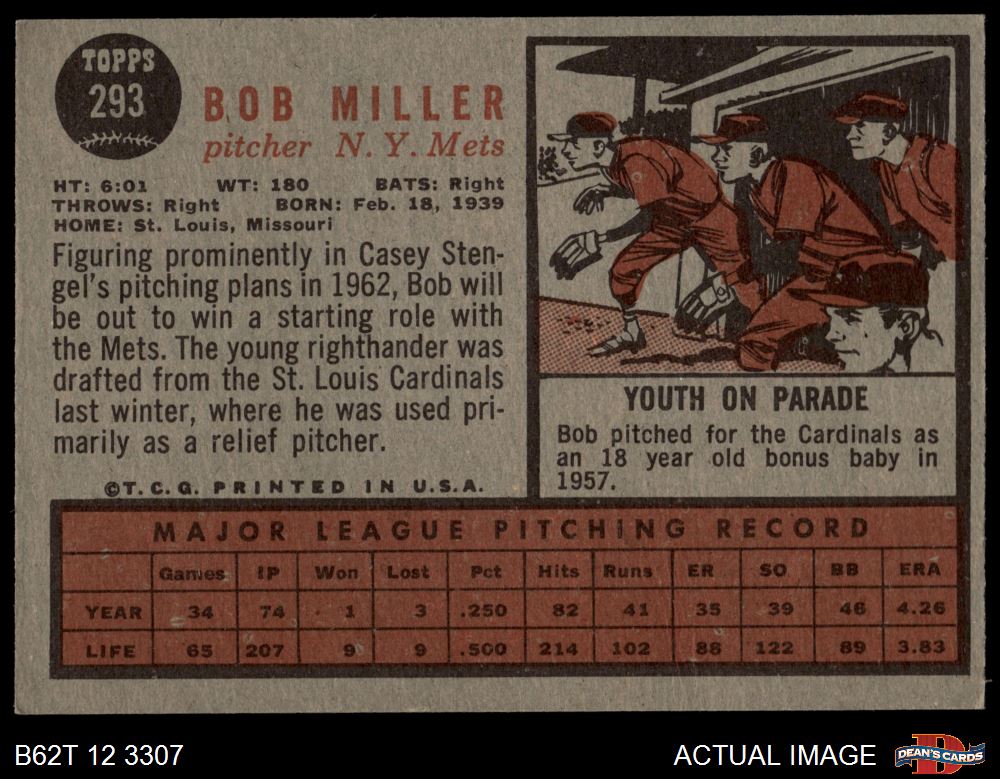 TOPPS
293
BOB MILLER
pitcher N. Y. Mets
HT: 6:01 WT: 180 BATS: Right
THROWS: Right BORN: Feb. 18, 1939
HOME: St. Louis, Missouri
Figuring prominently in Casey Sten-
gel's pitching plans in 1962, Bob will
be out to win a starting role with
the Mets. The young righthander was
drafted from the St. Louis Cardinals
last winter, where he was used pri-
marily as a relief pitcher.
©T. C. G. PRINTED IN U.S.A.
YOUTH ON PARADE
Bob pitched for the Cardinals as
an 18 year old bonus baby in
1957.
MAJOR LEAGUE PITCHING RECORD
Games IP Won Lost Pct Hits Runs ER SO BB ERA
YEAR 34 74 1 3 .250 82 41 35 39 46 4.26
LIFE 65 207 9 9 .500 214 102 88 122 89 3.83
B62T 12 3307
ACTUAL IMAGE
D
DEAN'S CARDS